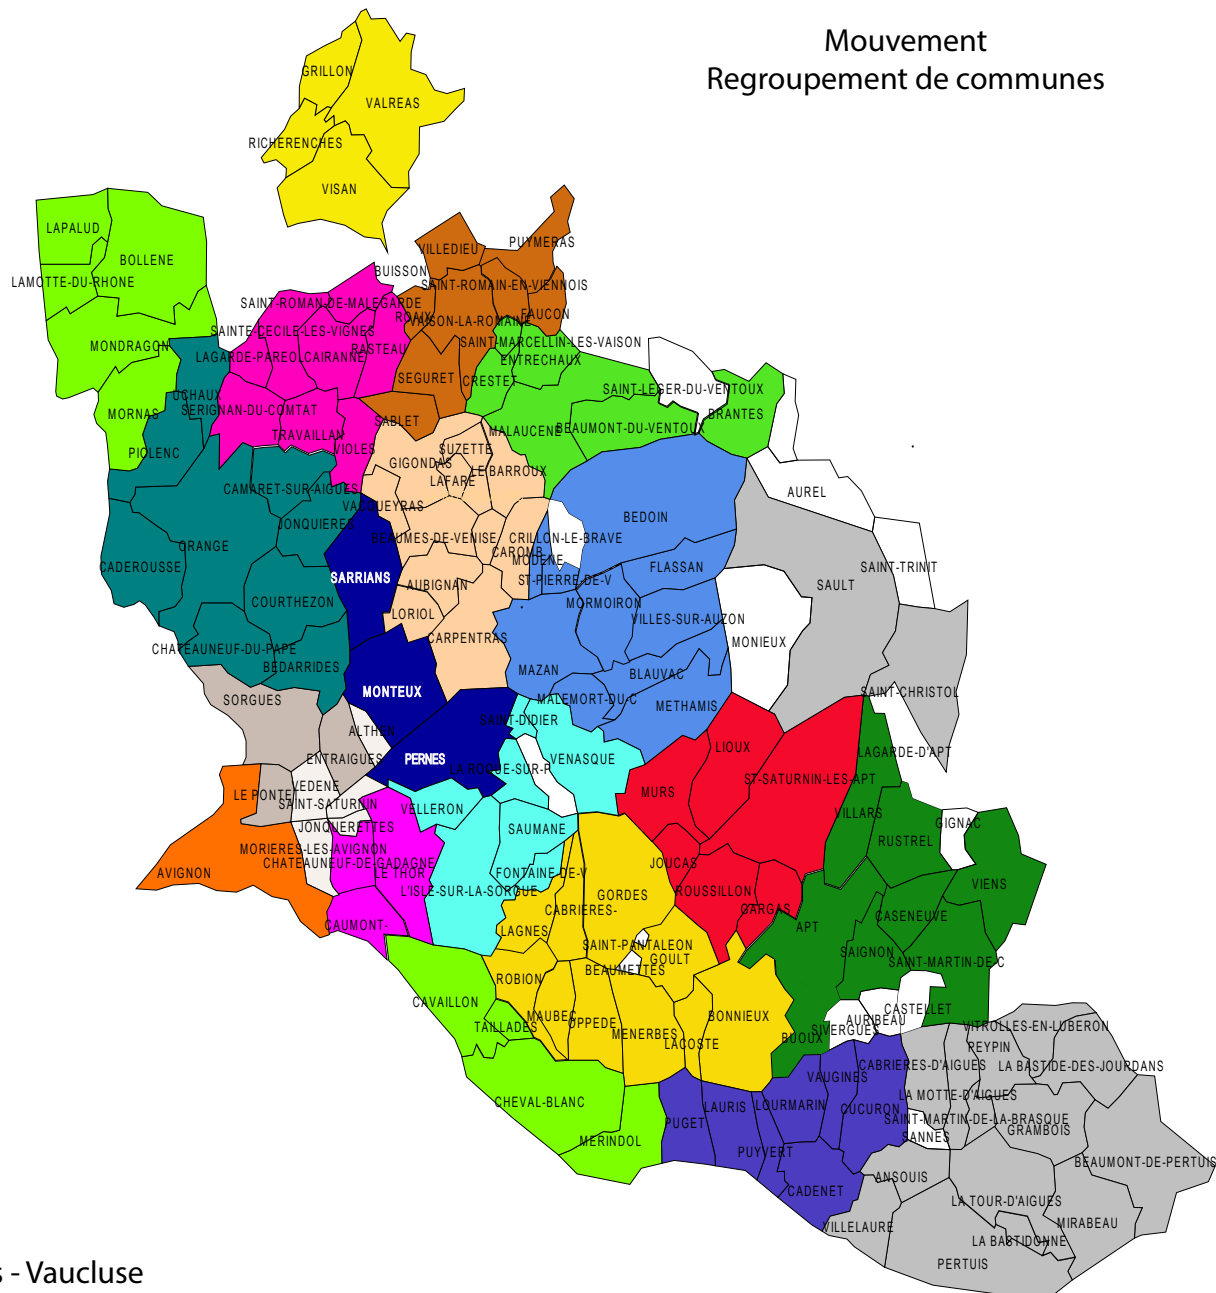 Mouvement
Regroupement de communes
GRILLON
VALREAS
RICHERENCHES
VISAN
LAPALUD
BOLLENE
LAMOTTE-DU-RHONE
MONDRAGON
MORNAS
VILLEDIEU
PUYMERAS
BUISSON
SAINT-ROMAIN-EN-VIENNOIS
SAINT-ROMAN-DE-MALEGARDE
ROAIX
VAISON-LA-ROMAINE
FAUCON
SAINTE-CECILE-LES-VIGNES
SAINT-MARCELLIN-LES-VAISON
RASTEAU
LAGARDE-PAREOL
CAIRANNE
ENTRECHAUX
SEGURET
CRESTET
SAINT-LEGER-DU-VENTOUX
UCHAUX
SERIGNAN-DU-COMTAT
BRANTES
SABLET
TRAVAILLAN
MALAUCENE
BEAUMONT-DU-VENTOUX
VIOLES
PIOLENC
SUZETTE
GIGONDAS
LAFARE
LE BARROUX
CAMARET-SUR-AIGUES
AUREL
VACQUEYRAS
JONQUIERES
BEDOIN
BEAUMES-DE-VENISE
CRILLON-LE-BRAVE
ORANGE
CAROMB
MODENE
CADEROUSSE
FLASSAN
SAINT-TRINIT
SARRIANS
AUBIGNAN
ST-PIERRE-DE-V
SAULT
COURTHEZON
MORMOIRON
LORIOL
VILLES-SUR-AUZON
CARPENTRAS
MONIEUX
CHATEAUNEUF-DU-PAPE
BEDARRIDES
MAZAN
BLAUVAC
SORGUES
MONTEUX
MALEMORT-DU-C
METHAMIS
SAINT-CHRISTOL
SAINT-DIDIER
ALTHEN
LIOUX
LAGARDE-D'APT
ENTRAIGUES
PERNES
VENASQUE
LA ROQUE-SUR-P
ST-SATURNIN-LES-APT
VEDENE
LE PONTET
MURS
SAINT-SATURNIN
VELLERON
VILLARS
JONQUERETTES
SAUMANE
GIGNAC
RUSTREL
MORIERES-LES-AVIGNON
CHATEAUNEUF-DE-GADAGNE
JOUCAS
AVIGNON
LE THOR
FONTAINE-DE-V
L'ISLE-SUR-LA-SORGUE
ROUSSILLON
VIENS
GORDES
CABRIERES-
GARGAS
CASENEUVE
CAUMONT-
LAGNES
APT
SAINT-PANTALEON
GOULT
SAIGNON
SAINT-MARTIN-DE-C
BEAUMETTES
ROBION
CAVAILLON
CASTELLET
MAUBEC
OPPEDE
BONNIEUX
AURIBEAU
TAILLADES
MENERBES
SIVERGUES
VITROLLES-EN-LUBERON
BUOUX
LACOSTE
PEYPIN
CABRIERES-D'AIGUES
LA BASTIDE-DES-JOURDANS
VAUGINES
LA MOTTE-D'AIGUES
CHEVAL-BLANC
LAURIS
LOURMARIN
CUCURON
PUGET
SAINT-MARTIN-DE-LA-BRASQUE
GRAMBOIS
MERINDOL
SANNES
PUYVERT
BEAUMONT-DE-PERTUIS
ANSOUIS
CADENET
LA TOUR-D'AIGUES
VILLELAURE
MIRABEAU
LA BASTIDONNE
PERTUIS
s - Vaucluse